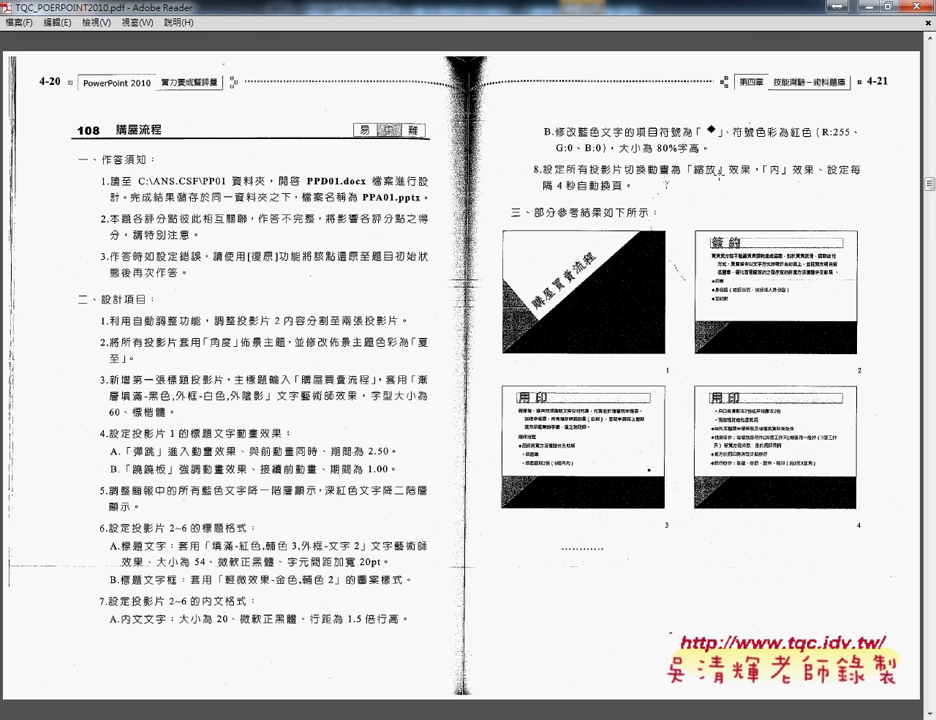 TQC_POERPOINT2010.pdf - Adobe Reader
檔案(F) 編輯(E) 檢視(V) 視窗(W) 說明(H)
4-20 PowerPoint 2010 實力養成暨評量
108 購屋流程 易 中 難
一、作答須知：
1.請至 C:\ANS.CSF\PP01 資料夾，開啟 PPD01.docx 檔案進行設
計。完成結果儲存於同一資料夾之下，檔案名稱為 PPA01.pptx。
2.本題各評分點彼此相互關聯，作答不完整，將影響各評分點之得
分，請特別注意。
3.作答時如設定錯誤，請使用[復原]功能將該點還原至題目初始狀
態後再次作答。
二、設計項目：
1.利用自動調整功能，調整投影片 2 內容分割至兩張投影片。
2.將所有投影片套用「角度」佈景主題，並修改佈景主題色彩為「夏
至」。
3.新增第一張標題投影片，主標題輸入「購屋買賣流程」，套用「漸
層填滿-黑色,外框-白色,外陰影」文字藝術師效果，字型大小為
60、標楷體。
4.設定投影片 1 的標題文字動畫效果：
A.「彈跳」進入動畫效果、與前動畫同時、期間為 2.50。
B.「蹺蹺板」強調動畫效果、接續前動畫、期間為 1.00。
5.調整簡報中的所有藍色文字降一階層顯示，深紅色文字降二階層
顯示。
6.設定投影片 2~6 的標題格式：
A.標題文字：套用「填滿-紅色,輔色 3,外框-文字 2」文字藝術師
效果、大小為 54、微軟正黑體、字元間距加寬 20pt。
B.標題文字框：套用「輕微效果-金色,輔色 2」的圖案樣式。
7.設定投影片 2~6 的內文格式：
A.內文文字：大小為 20、微軟正黑體、行距為 1.5 倍行高。
第四章 技能測驗－術科題庫 4-21
B.修改藍色文字的項目符號為「◆」、符號色彩為紅色（R:255、
G:0、B:0），大小為 80%字高。
8.設定所有投影片切換動畫為「縮放」效果，「內」效果、設定每
隔 4 秒自動換頁。
三、部分參考結果如下所示：
購屋買賣流程
1
簽約
2
用印
3
用印
4
…………
http://www.tqc.idv.tw/
吳清輝老師錄製